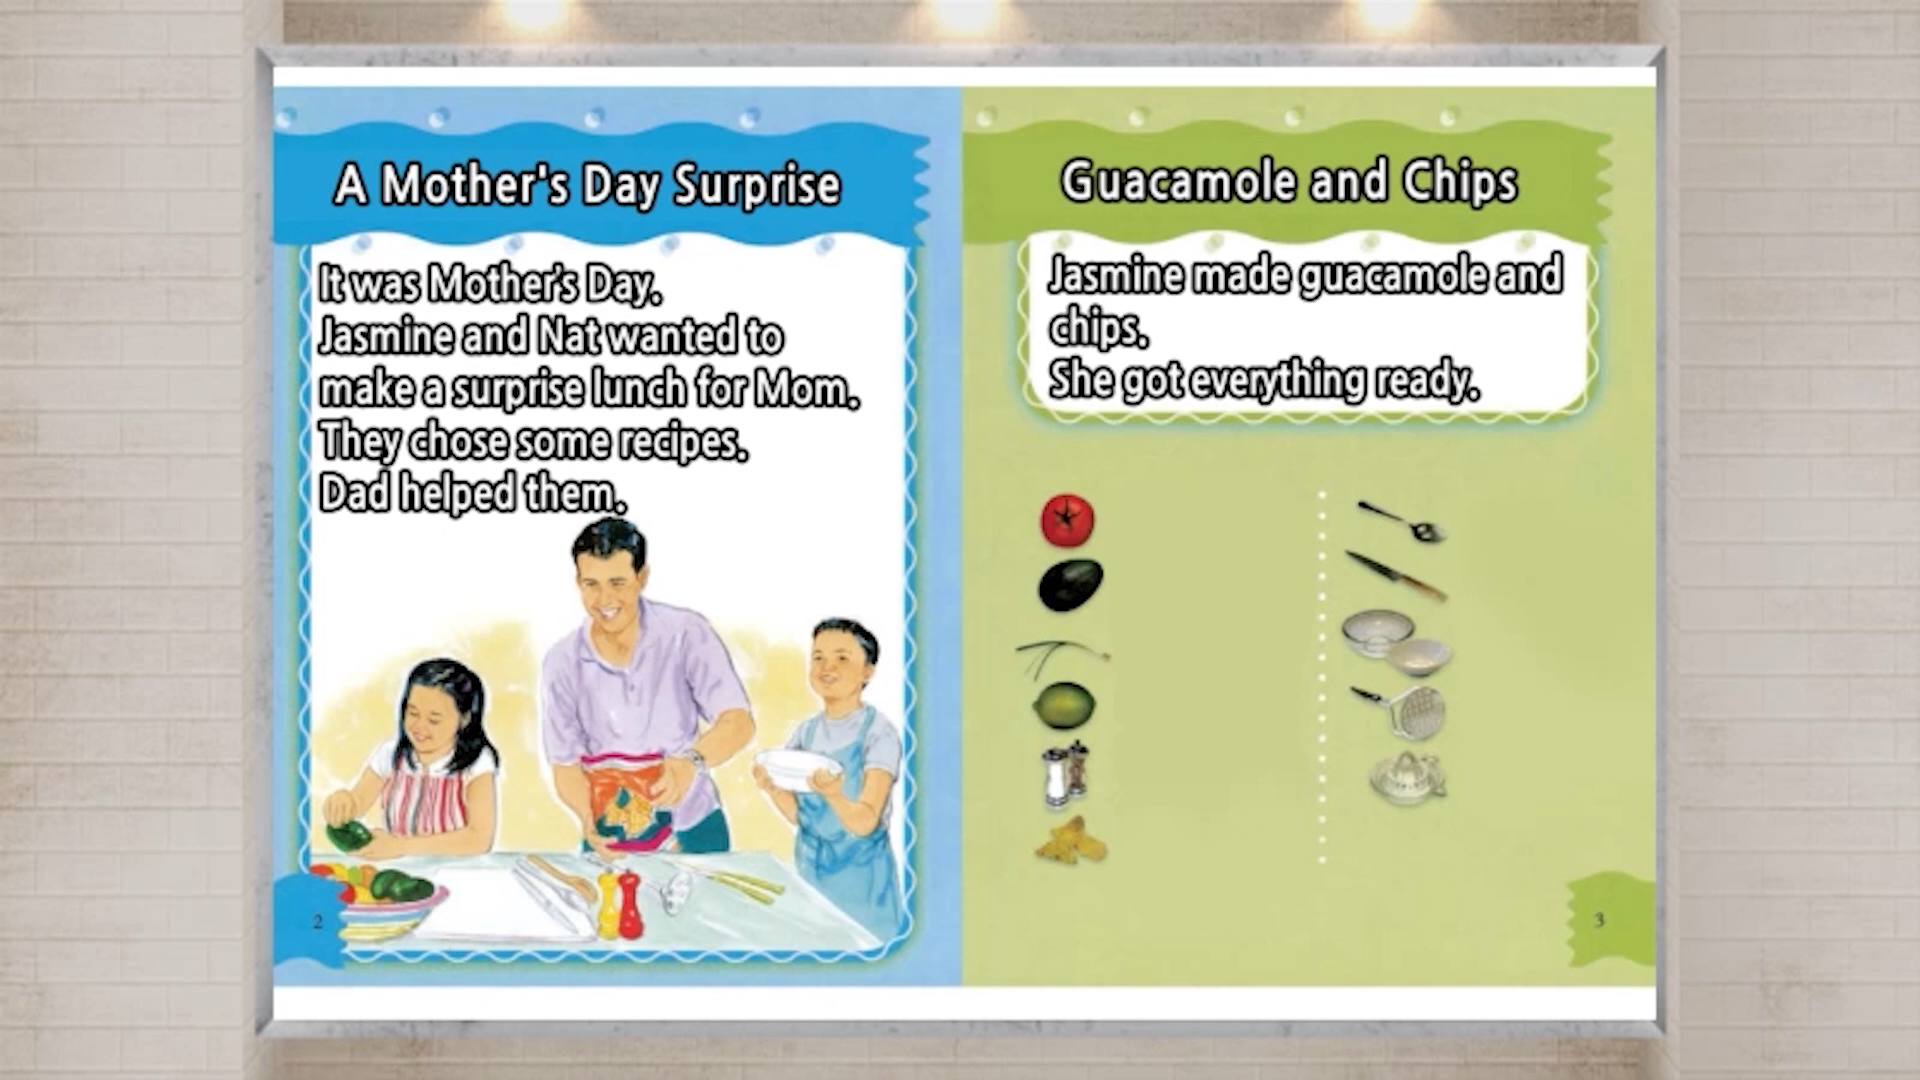 A Mother's Day Surprise
It was Mother's Day.
Jasmine and Nat wanted to
make a surprise lunch for Mom.
They chose some recipes.
Dad helped them.
2
Guacamole and Chips
Jasmine made guacamole and
chips.
She got everything ready.
3